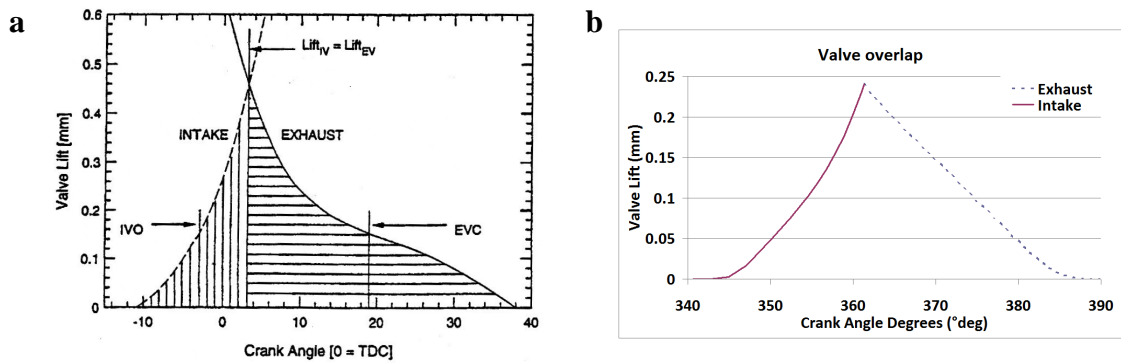 a
0.6
0.5
0.4
0.3
0.2
0.1
0
Valve Lift [mm]
Lift_IV = Lift_EV
INTAKE
EXHAUST
IVO
EVC
-10
0
10
20
30
40
Crank Angle [0 = TDC]
b
Valve overlap
0.25
0.2
0.15
0.1
0.05
0
Valve Lift (mm)
Exhaust
Intake
340
350
360
370
380
390
Crank Angle Degrees (°deg)